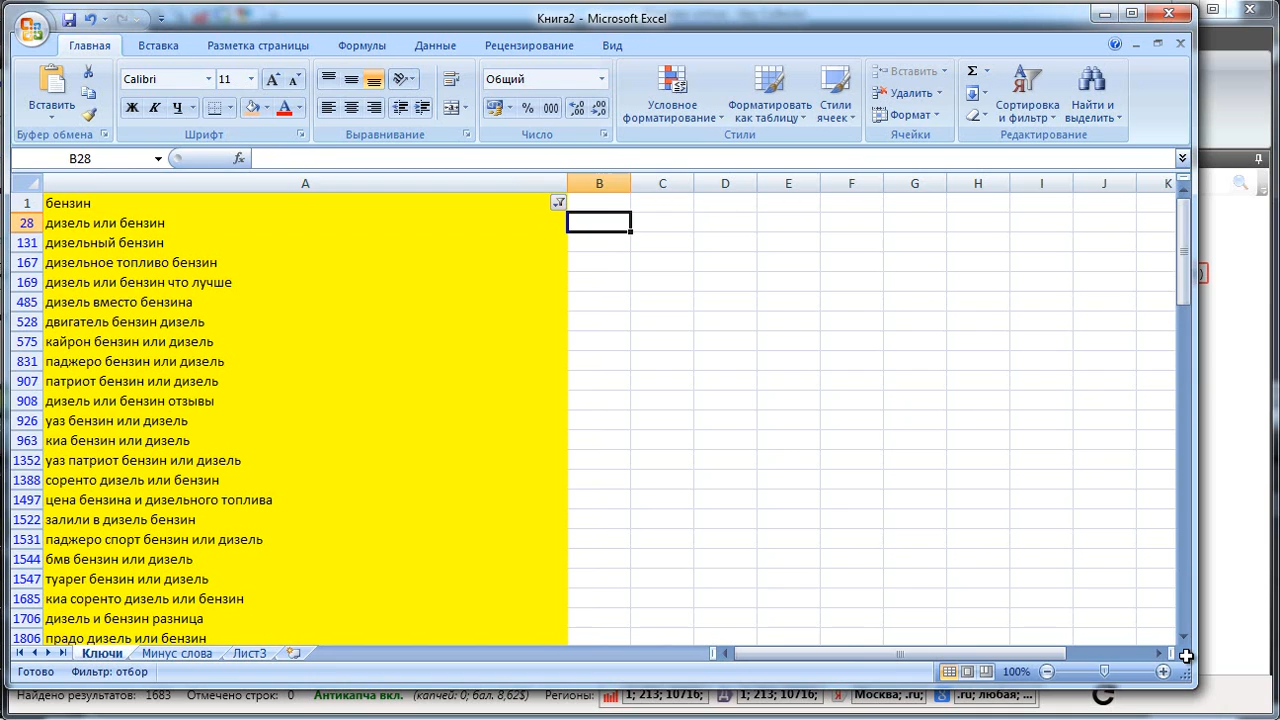 Книга2 - Microsoft Excel
Главная Вставка Разметка страницы Формулы Данные Рецензирование Вид
Calibri 11 Общий
Вставить
Условное форматирование
Форматировать как таблицу
Стили ячеек
Вставить
Удалить
Формат
Сортировка и фильтр
Найти и выделить
Буфер обмена Шрифт Выравнивание Число Стили Ячейки Редактирование
B28 fx
A B C D E F G H I J K
1 бензин
28 дизель или бензин
131 дизельный бензин
167 дизельное топливо бензин
169 дизель или бензин что лучше
485 дизель вместо бензина
528 двигатель бензин дизель
575 кайрон бензин или дизель
831 паджеро бензин или дизель
907 патриот бензин или дизель
908 дизель или бензин отзывы
926 уаз бензин или дизель
963 киа бензин или дизель
1352 уаз патриот бензин или дизель
1388 соренто дизель или бензин
1497 цена бензина и дизельного топлива
1522 залили в дизель бензин
1531 паджеро спорт бензин или дизель
1544 бмв бензин или дизель
1547 туарег бензин или дизель
1685 киа соренто дизель или бензин
1706 дизель и бензин разница
1806 прадо дизель или бензин
Ключи Минус слова Лист3
Готово Фильтр: отбор 100%
Найдено результатов: 1683 Отмечено строк: 0 Антикапча вкл. (капчей: 0; бал. 8,62$) Регионы: 1; 213; 10716; 1; 213; 10716; Москва; .ru; .ru; любая; ...